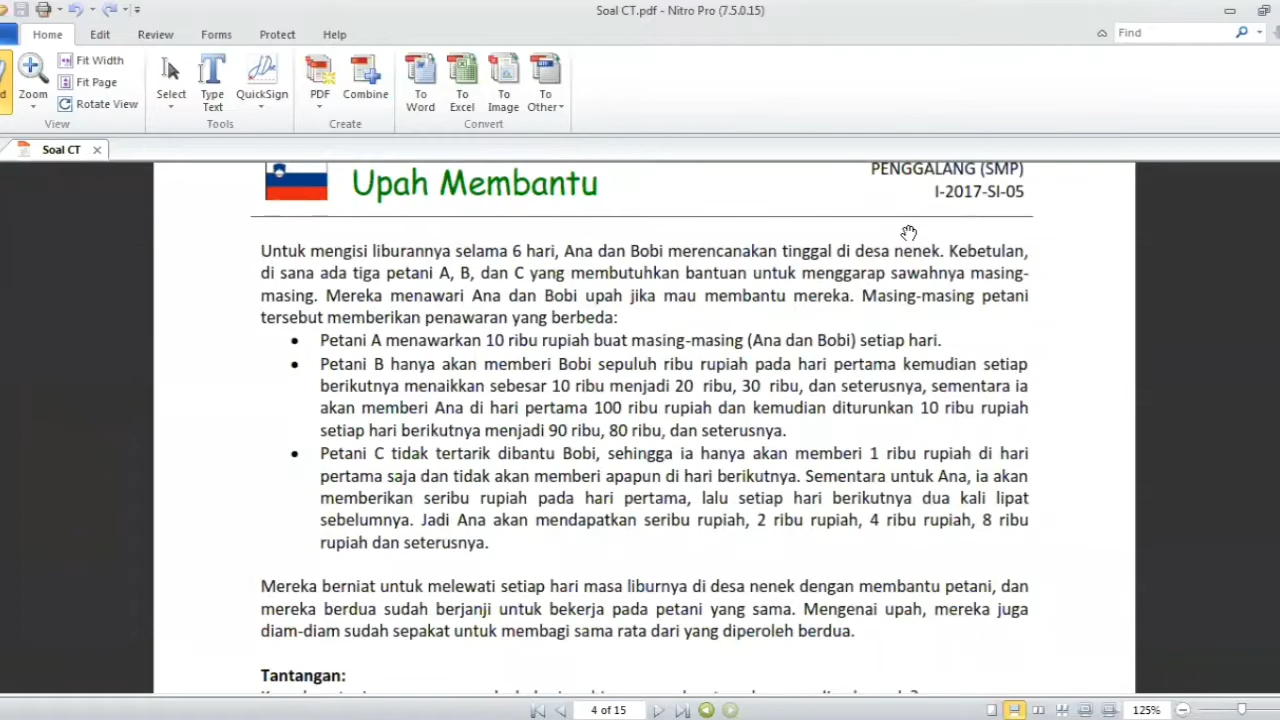 Soal CT.pdf - Nitro Pro (7.5.0.15)
Home Edit Review Forms Protect Help
Find
Zoom
Fit Width
Fit Page
Rotate View
View
Select
Type Text
QuickSign
Tools
PDF
Combine
Create
To Word
To Excel
To Image
To Other
Convert
Soal CT
Upah Membantu
PENGGALANG (SMP)
I-2017-SI-05
Untuk mengisi liburannya selama 6 hari, Ana dan Bobi merencanakan tinggal di desa nenek. Kebetulan,
di sana ada tiga petani A, B, dan C yang membutuhkan bantuan untuk menggarap sawahnya masing-
masing. Mereka menawari Ana dan Bobi upah jika mau membantu mereka. Masing-masing petani
tersebut memberikan penawaran yang berbeda:
• Petani A menawarkan 10 ribu rupiah buat masing-masing (Ana dan Bobi) setiap hari.
• Petani B hanya akan memberi Bobi sepuluh ribu rupiah pada hari pertama kemudian setiap
berikutnya menaikkan sebesar 10 ribu menjadi 20 ribu, 30 ribu, dan seterusnya, sementara ia
akan memberi Ana di hari pertama 100 ribu rupiah dan kemudian diturunkan 10 ribu rupiah
setiap hari berikutnya menjadi 90 ribu, 80 ribu, dan seterusnya.
• Petani C tidak tertarik dibantu Bobi, sehingga ia hanya akan memberi 1 ribu rupiah di hari
pertama saja dan tidak akan memberi apapun di hari berikutnya. Sementara untuk Ana, ia akan
memberikan seribu rupiah pada hari pertama, lalu setiap hari berikutnya dua kali lipat
sebelumnya. Jadi Ana akan mendapatkan seribu rupiah, 2 ribu rupiah, 4 ribu rupiah, 8 ribu
rupiah dan seterusnya.
Mereka berniat untuk melewati setiap hari masa liburnya di desa nenek dengan membantu petani, dan
mereka berdua sudah berjanji untuk bekerja pada petani yang sama. Mengenai upah, mereka juga
diam-diam sudah sepakat untuk membagi sama rata dari yang diperoleh berdua.
Tantangan:
4 of 15
125%